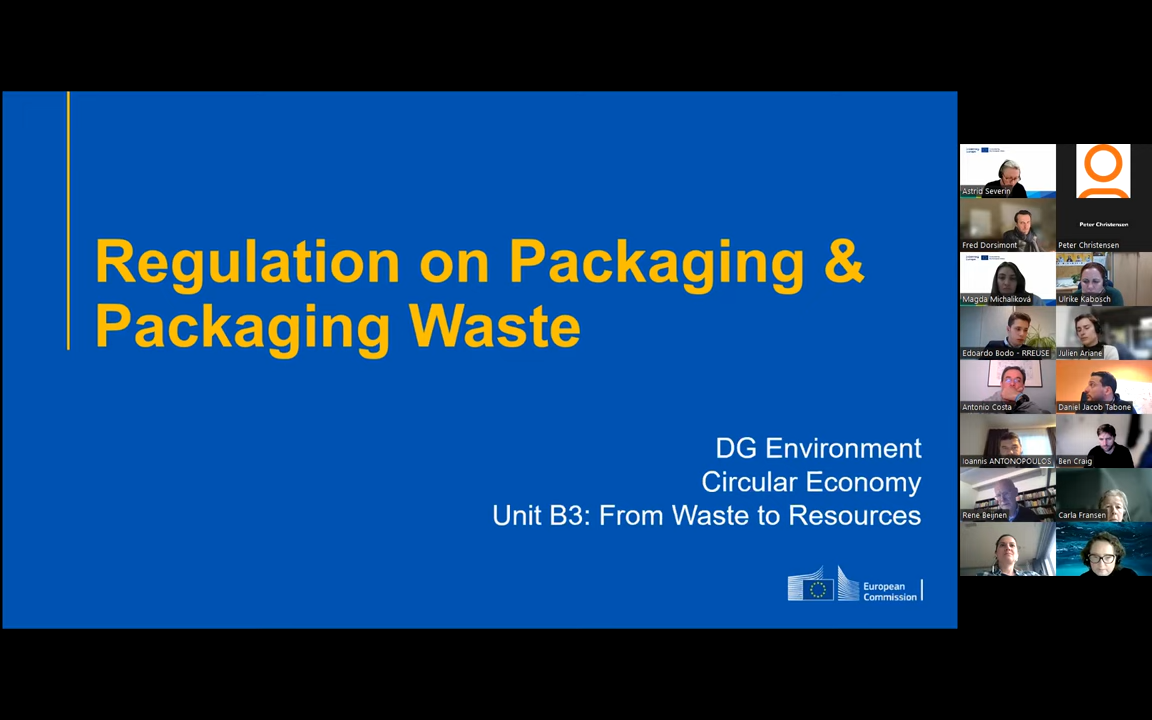 Regulation on Packaging &
Packaging Waste
DG Environment
Circular Economy
Unit B3: From Waste to Resources
European
Commission
Astrid Severin
Peter Christensen
Fred Dorsimont
Peter Christensen
Magda Michaliková
Ulrike Kabosch
Edoardo Bodo - RREUSE
Julien Ariane
Antonio Costa
Daniel Jacob Tabone
Ioannis ANTONOPOULOS
Ben Craig
René Beijnen
Carla Fransen